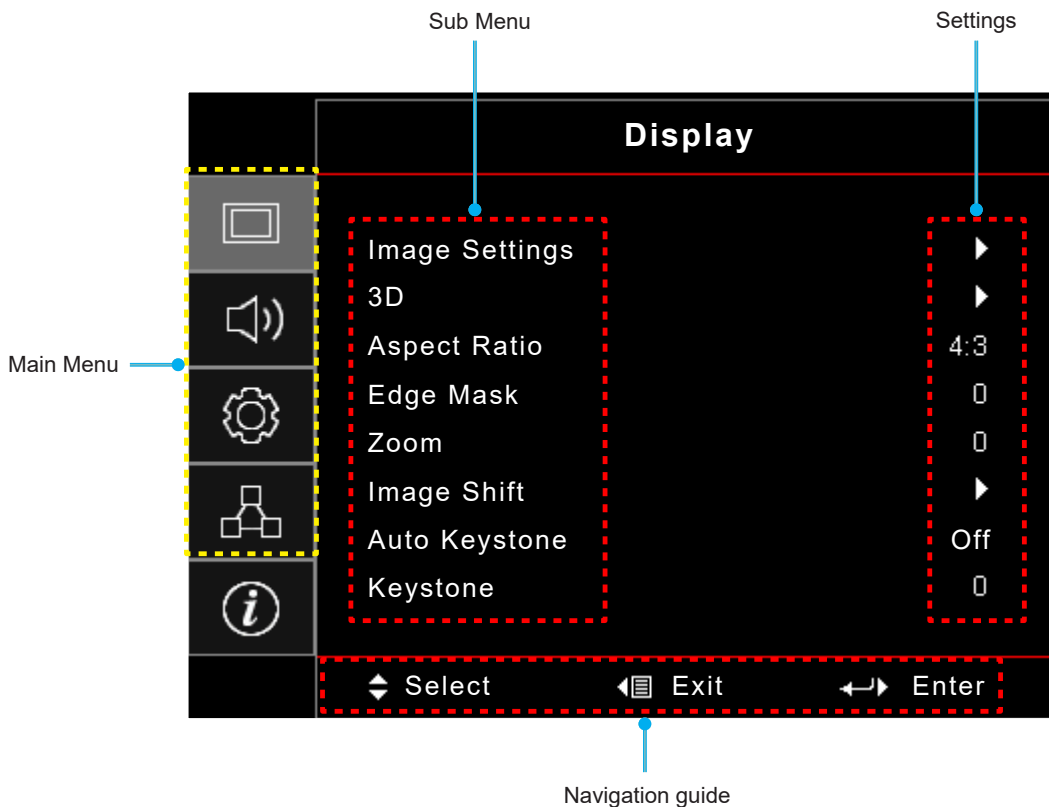 Sub Menu Settings
Display
Main Menu
Image Settings
3D
Aspect Ratio 4:3
Edge Mask 0
Zoom 0
Image Shift
Auto Keystone Off
Keystone 0
i
Select Exit Enter
Navigation guide